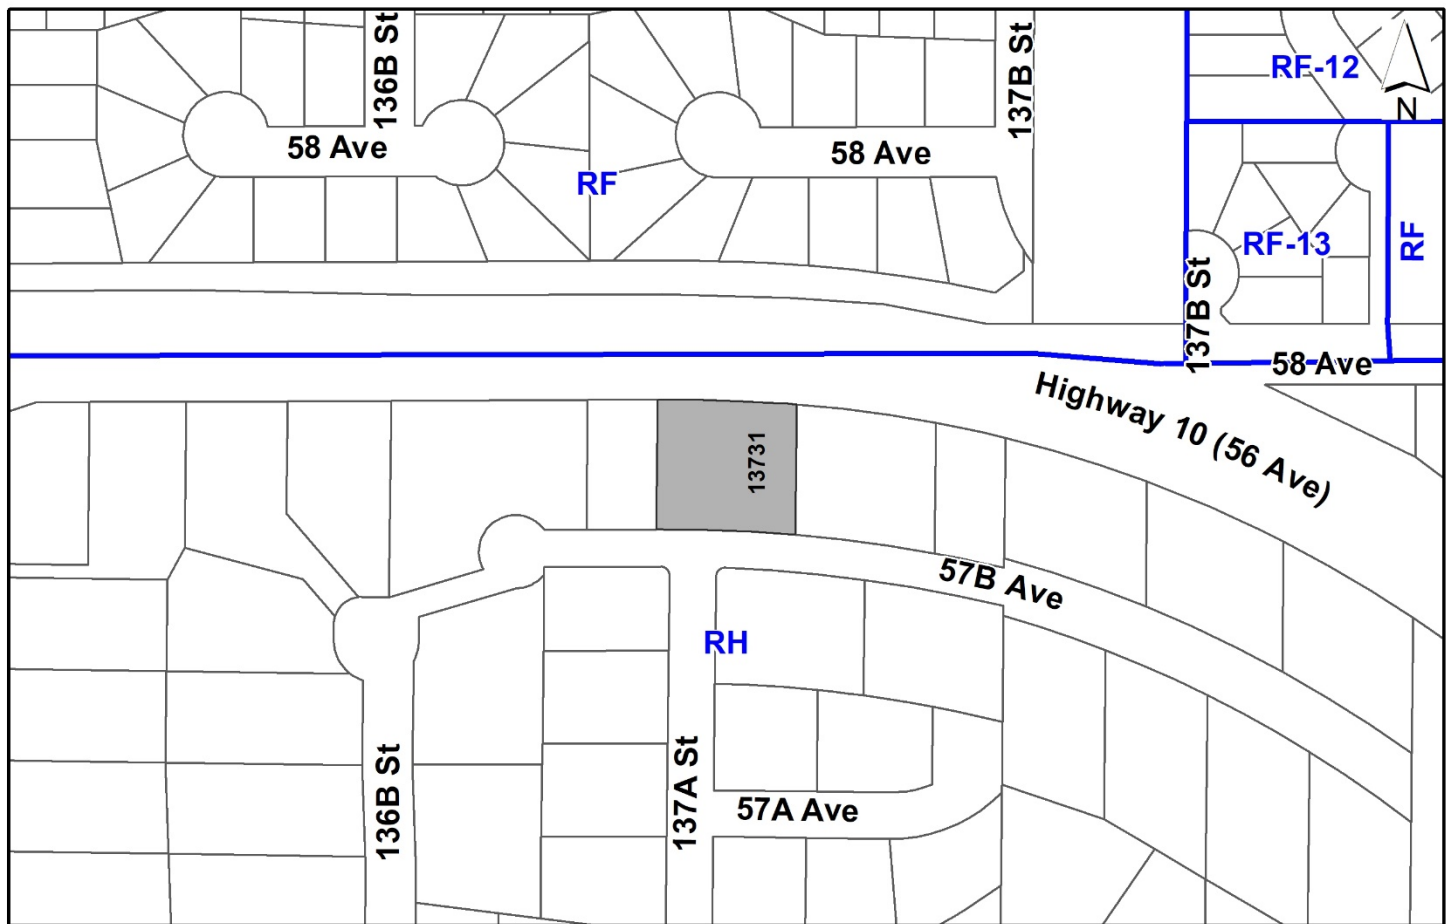 136B St
137B St
RF-12
N
58 Ave
58 Ave
RF
RF-13
RF
137B St
58 Ave
Highway 10 (56 Ave)
13731
57B Ave
RH
136B St
137A St
57A Ave